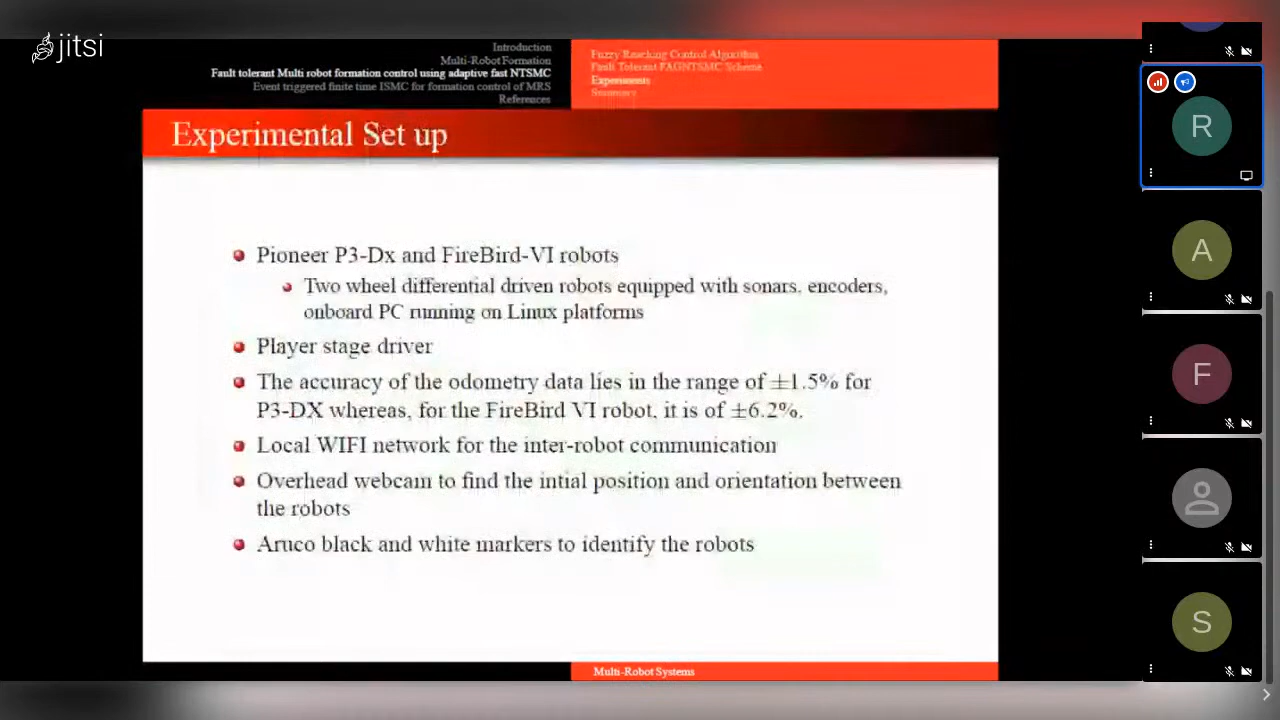 jitsi
Introduction
Multi-Robot Formation
Fault tolerant Multi robot formation control using adaptive fast NTSMC
Event triggered finite time ISMC for formation control of MRS
References
Fuzzy Reaching Control Algorithm
Fault Tolerant FAGNTSMC Scheme
Experiments
Summary
Experimental Set up
Pioneer P3-Dx and FireBird-VI robots
Two wheel differential driven robots equipped with sonars, encoders,
onboard PC running on Linux platforms
Player stage driver
The accuracy of the odometry data lies in the range of ±1.5% for
P3-DX whereas, for the FireBird VI robot, it is of ±6.2%.
Local WIFI network for the inter-robot communication
Overhead webcam to find the intial position and orientation between
the robots
Aruco black and white markers to identify the robots
Multi-Robot Systems
R
A
F
S